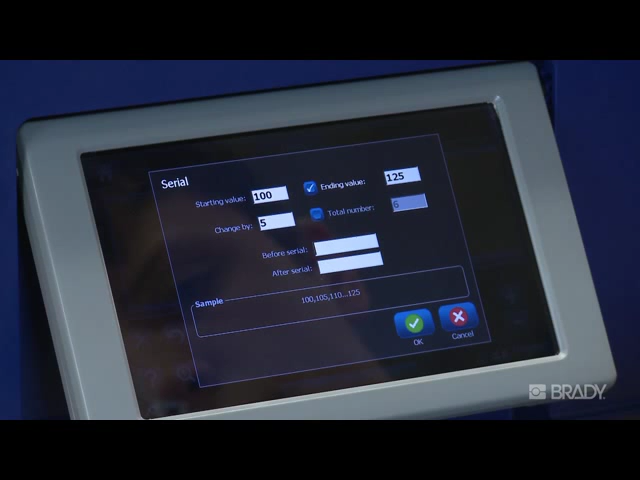 Serial
Starting value: 100
Ending value: 125
Change by: 5
Total number: 6
Before serial:
After serial:
Sample
100,105,110...125
OK
Cancel
BRADY